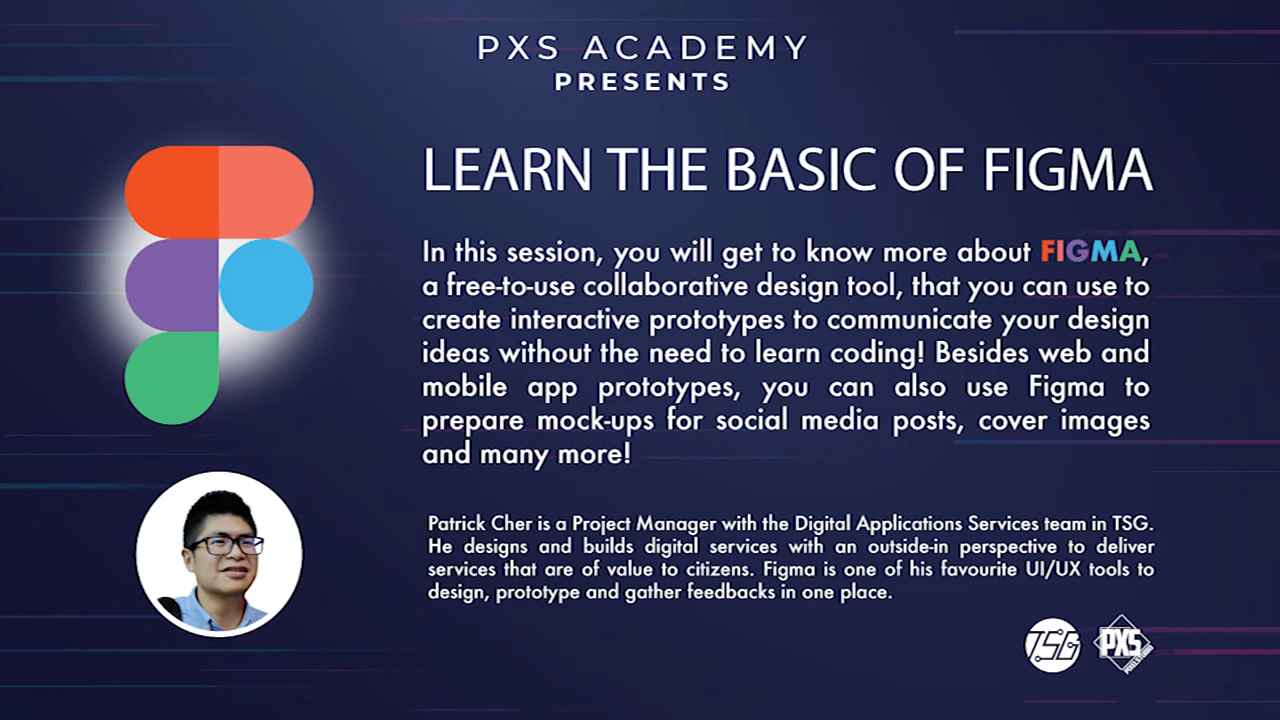 PXS ACADEMY
PRESENTS
LEARN THE BASIC OF FIGMA
In this session, you will get to know more about FIGMA,
a free-to-use collaborative design tool, that you can use to
create interactive prototypes to communicate your design
ideas without the need to learn coding! Besides web and
mobile app prototypes, you can also use Figma to
prepare mock-ups for social media posts, cover images
and many more!
Patrick Cher is a Project Manager with the Digital Applications Services team in TSG.
He designs and builds digital services with an outside-in perspective to deliver
services that are of value to citizens. Figma is one of his favourite UI/UX tools to
design, prototype and gather feedbacks in one place.
TSG
PXS
PIXELSTUDIO